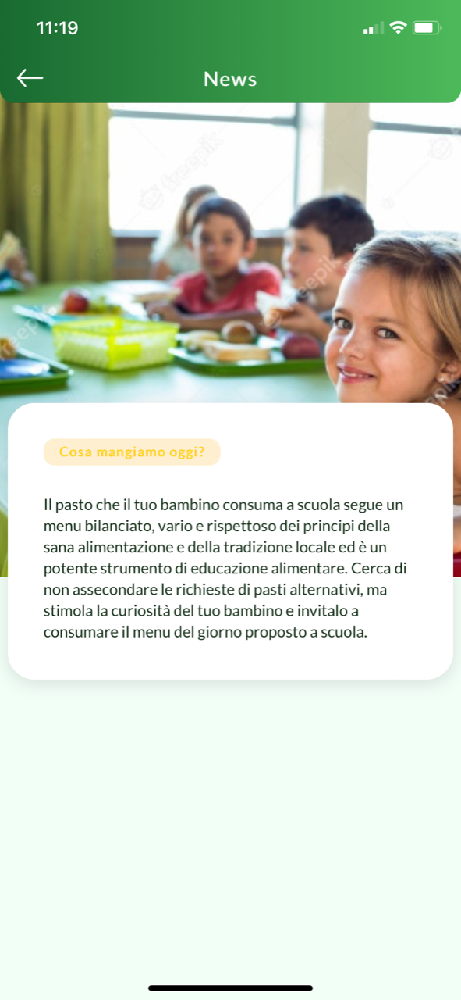 11:19
News
freepik
freepik
freepik
Cosa mangiamo oggi?
Il pasto che il tuo bambino consuma a scuola segue un
menu bilanciato, vario e rispettoso dei principi della
sana alimentazione e della tradizione locale ed è un
potente strumento di educazione alimentare. Cerca di
non assecondare le richieste di pasti alternativi, ma
stimola la curiosità del tuo bambino e invitalo a
consumare il menu del giorno proposto a scuola.